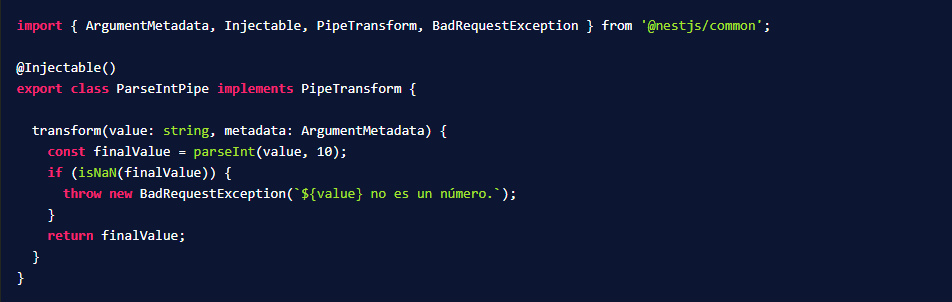 import { ArgumentMetadata, Injectable, PipeTransform, BadRequestException } from '@nestjs/common';
@Injectable()
export class ParseIntPipe implements PipeTransform {
transform(value: string, metadata: ArgumentMetadata) {
const finalValue = parseInt(value, 10);
if (isNaN(finalValue)) {
throw new BadRequestException(`${value} no es un número.`);
}
return finalValue;
}
}